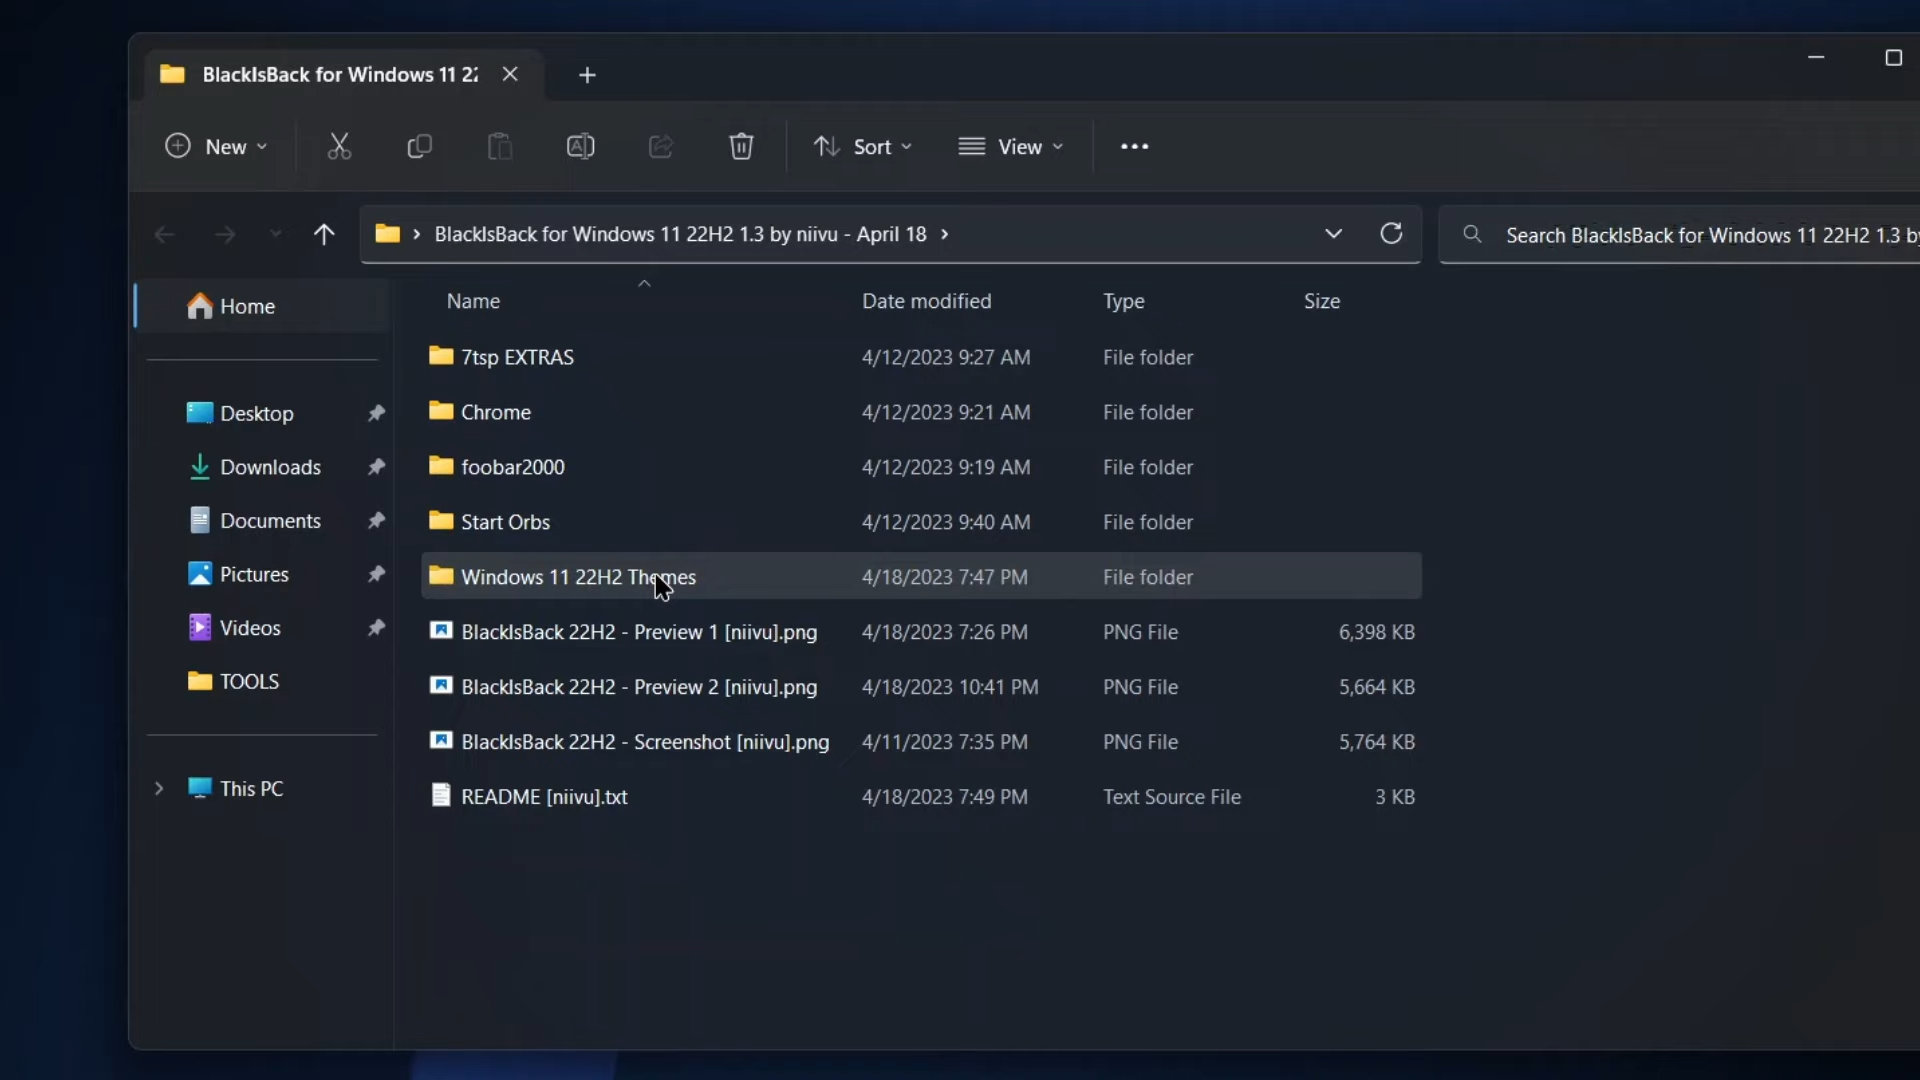 BlackIsBack for Windows 11 22
New
Sort
View
BlackIsBack for Windows 11 22H2 1.3 by niivu - April 18
Search BlackIsBack for Windows 11 22H2 1.3 by
Home
Desktop
Downloads
Documents
Pictures
Videos
TOOLS
This PC
Name Date modified Type Size
7tsp EXTRAS 4/12/2023 9:27 AM File folder
Chrome 4/12/2023 9:21 AM File folder
foobar2000 4/12/2023 9:19 AM File folder
Start Orbs 4/12/2023 9:40 AM File folder
Windows 11 22H2 Themes 4/18/2023 7:47 PM File folder
BlackIsBack 22H2 - Preview 1 [niivu].png 4/18/2023 7:26 PM PNG File 6,398 KB
BlackIsBack 22H2 - Preview 2 [niivu].png 4/18/2023 10:41 PM PNG File 5,664 KB
BlackIsBack 22H2 - Screenshot [niivu].png 4/11/2023 7:35 PM PNG File 5,764 KB
README [niivu].txt 4/18/2023 7:49 PM Text Source File 3 KB